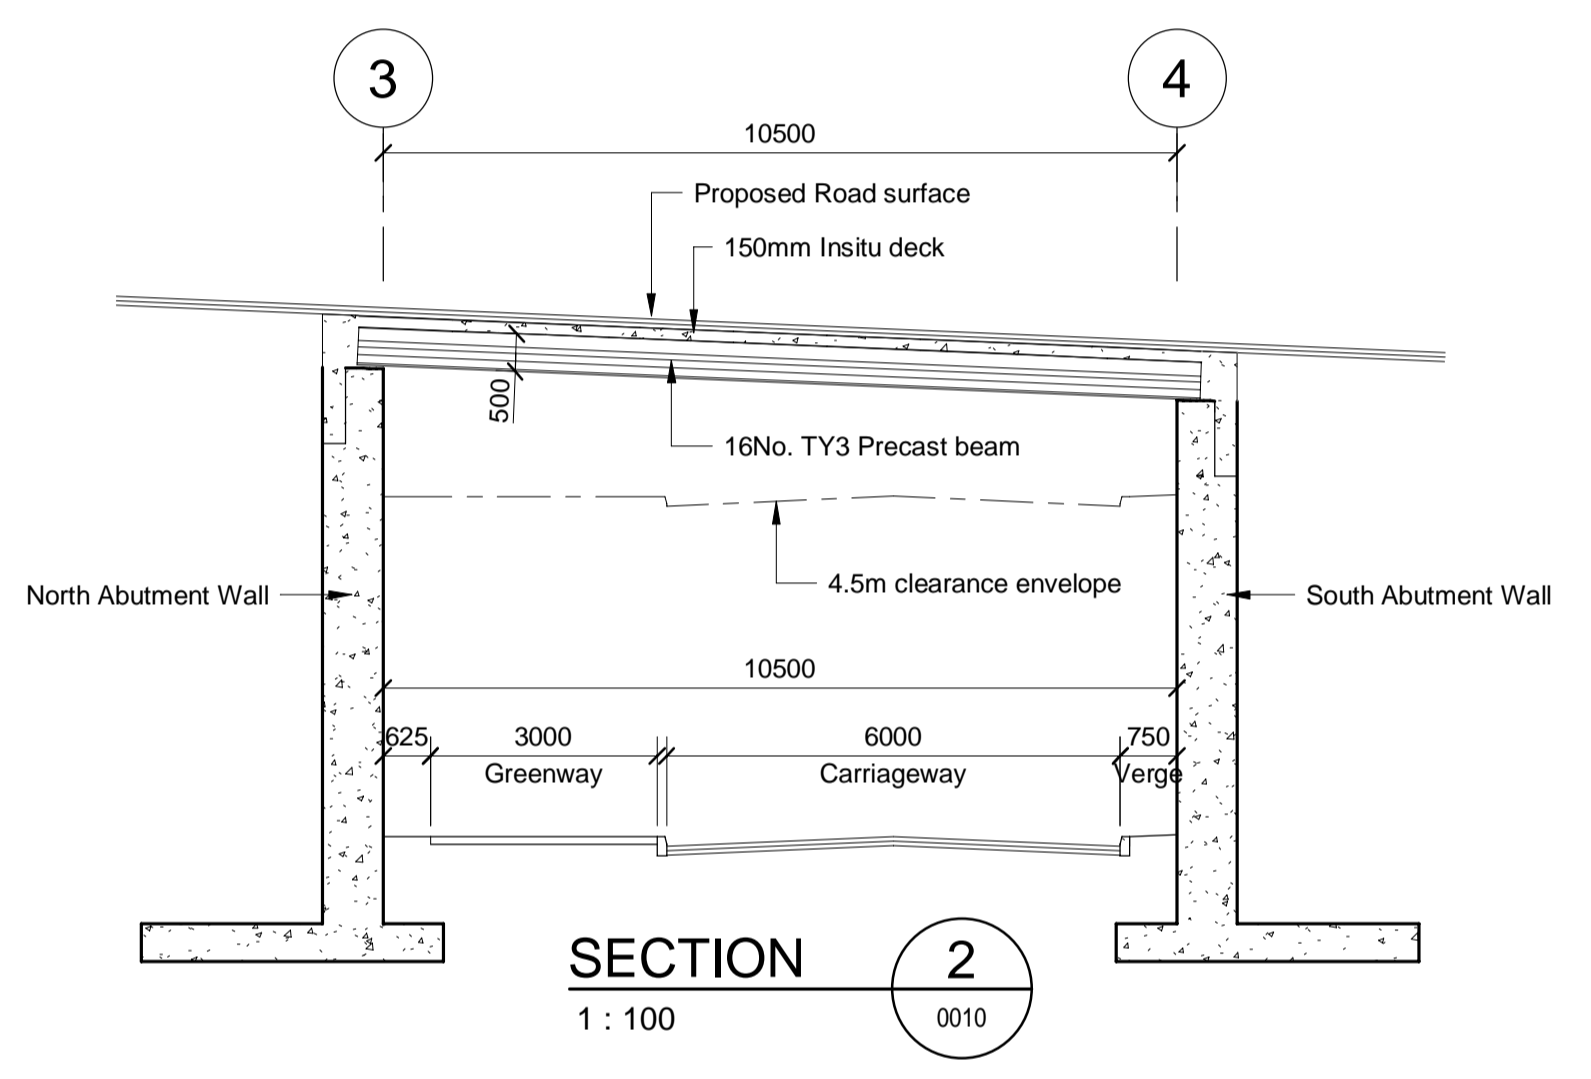 3
4
10500
Proposed Road surface
150mm Insitu deck
500
16No. TY3 Precast beam
4.5m clearance envelope
North Abutment Wall
South Abutment Wall
10500
625 3000 6000 750
Greenway Carriageway Verge
SECTION 2
1 : 100 0010